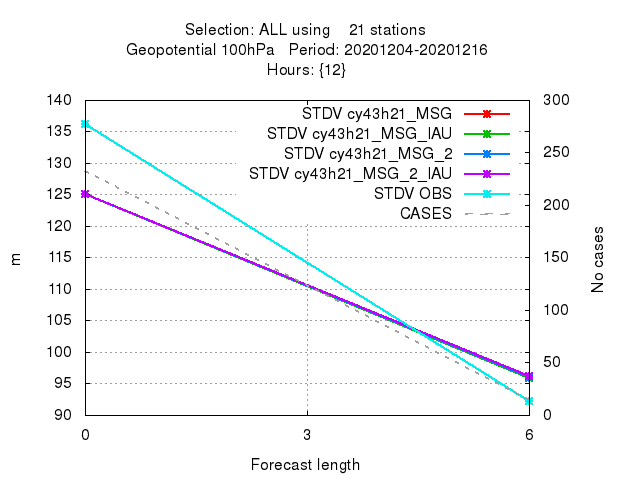 Selection: ALL using    21 stations
Geopotential 100hPa   Period: 20201204-20201216
Hours: {12}
140 300
STDV cy43h21_MSG
135
STDV cy43h21_MSG_IAU
130 250
STDV cy43h21_MSG_2
125
STDV cy43h21_MSG_2_IAU
120 200
STDV OBS
CASES
115 150
m
No cases
110
105 100
100
95 50
90 0
0 3 6
Forecast length